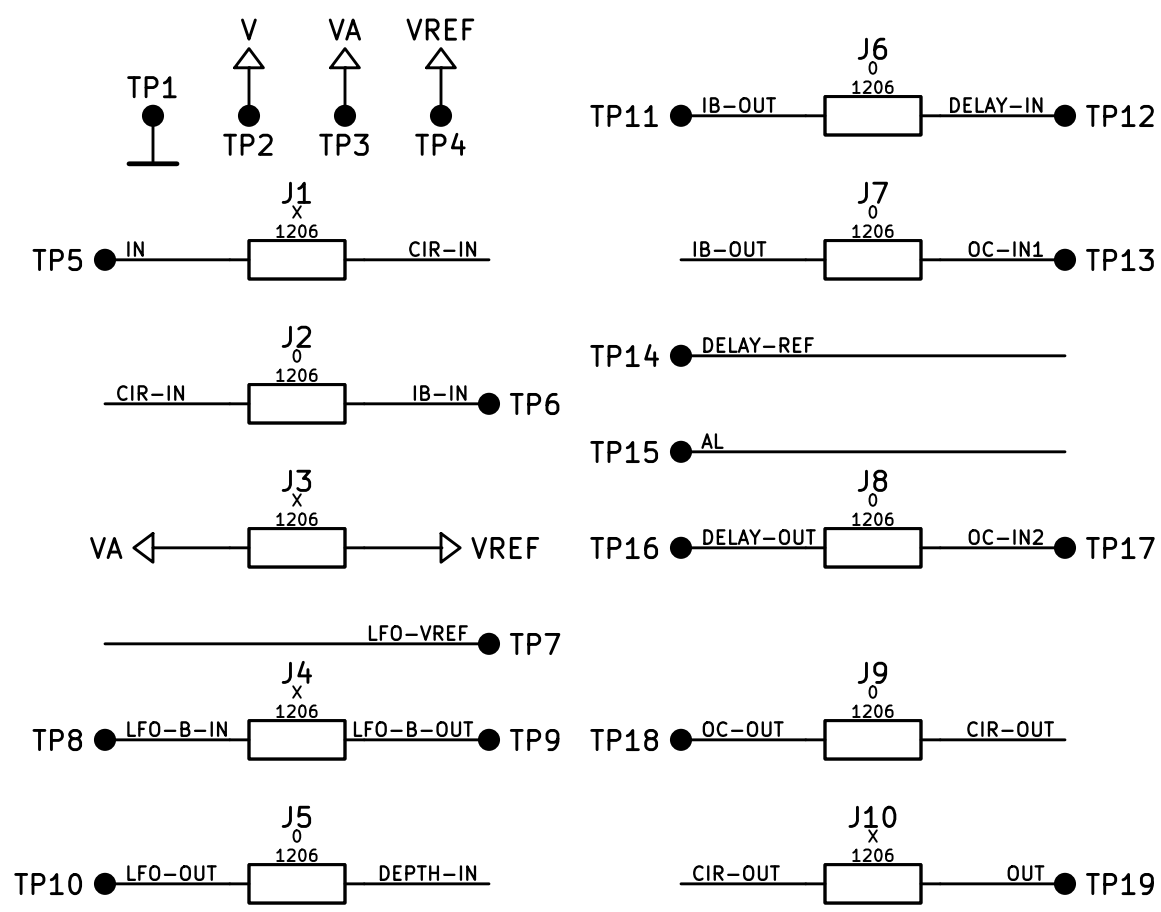 V VA VREF
TP1
TP2 TP3 TP4
J1
X
1206
TP5 IN CIR-IN
J2
0
1206
CIR-IN IB-IN TP6
J3
X
1206
VA VREF
LFO-VREF TP7
J4
X
1206
TP8 LFO-B-IN LFO-B-OUT TP9
J5
0
1206
TP10 LFO-OUT DEPTH-IN
J6
0
1206
TP11 IB-OUT DELAY-IN TP12
J7
0
1206
IB-OUT OC-IN1 TP13
TP14 DELAY-REF
TP15 AL
J8
0
1206
TP16 DELAY-OUT OC-IN2 TP17
J9
0
1206
TP18 OC-OUT CIR-OUT
J10
X
1206
CIR-OUT OUT TP19